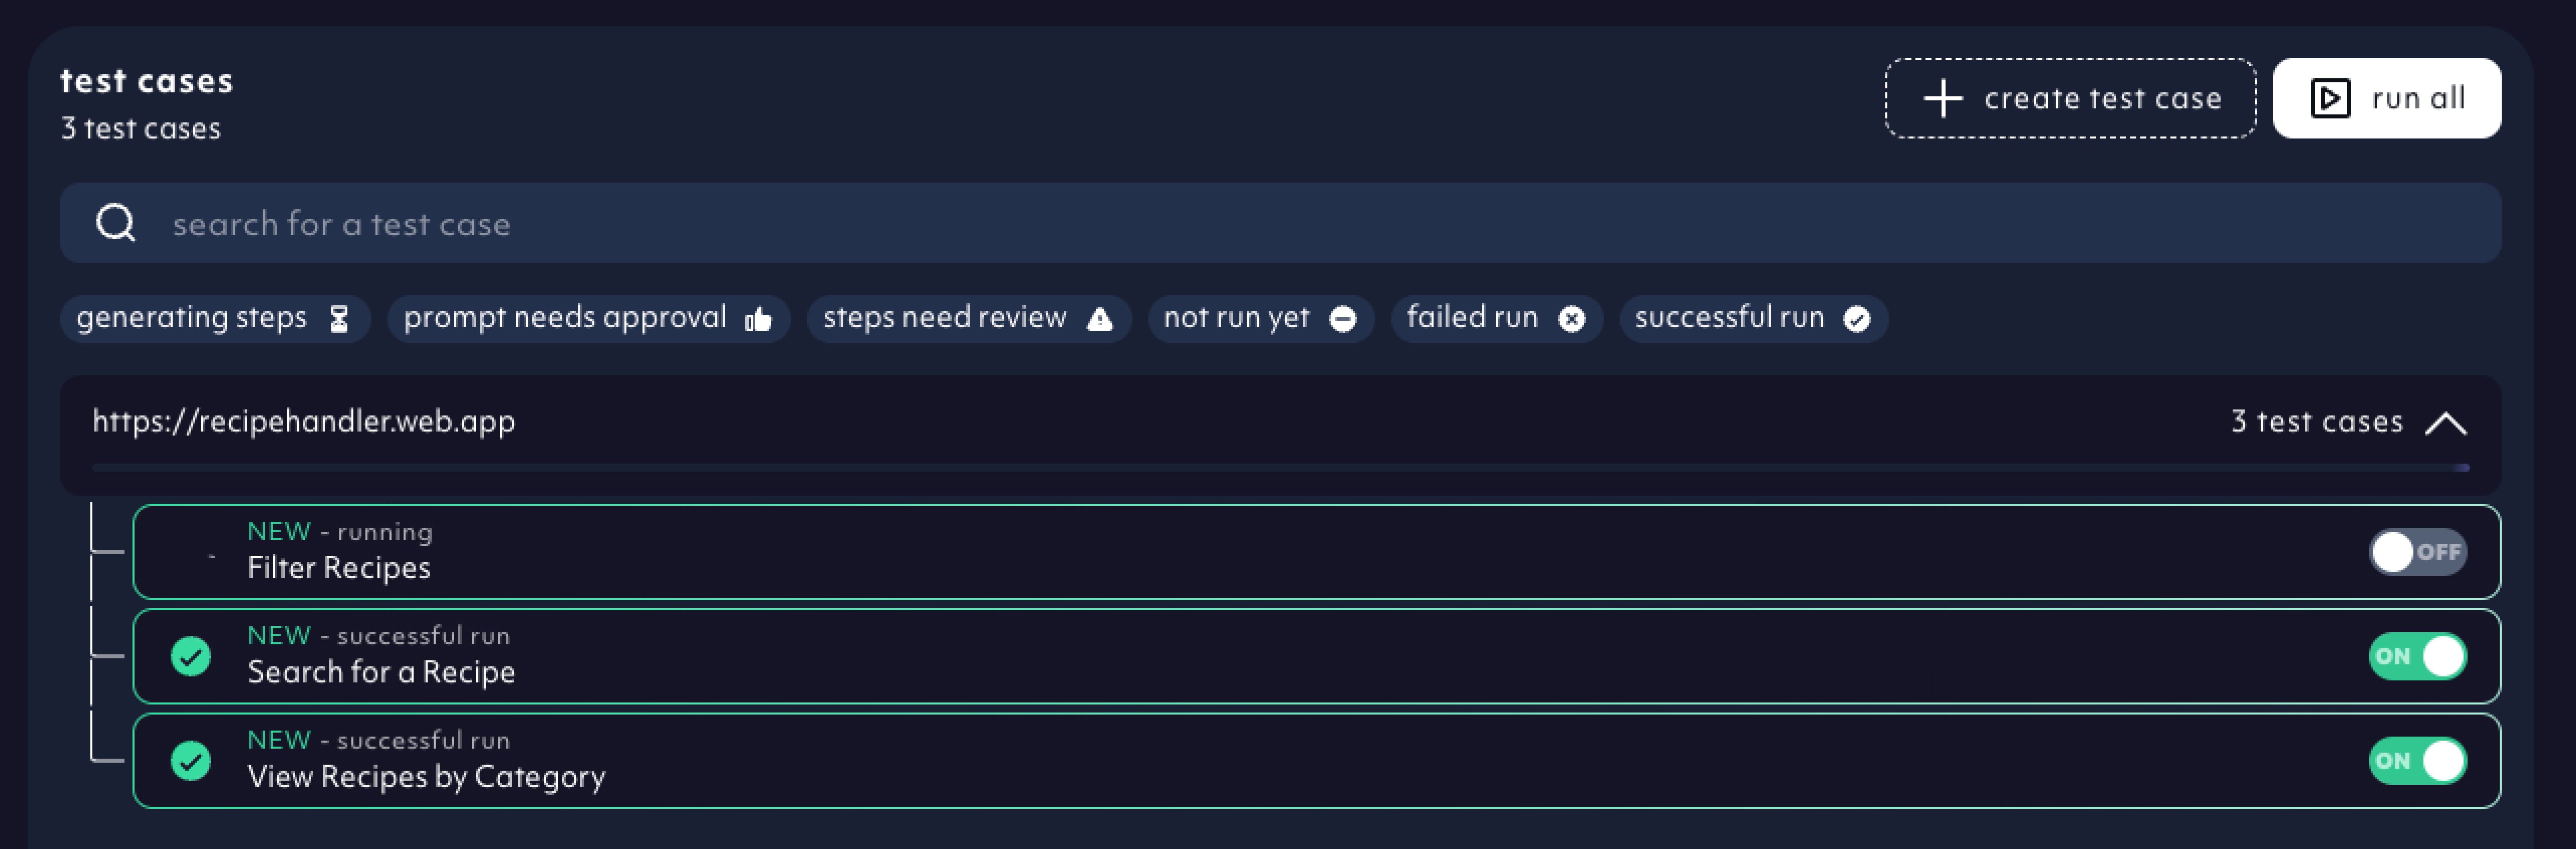 test cases
3 test cases
create test case
run all
search for a test case
generating steps
prompt needs approval
steps need review
not run yet
failed run
successful run
https://recipehandler.web.app
3 test cases
NEW - running
Filter Recipes
OFF
NEW - successful run
Search for a Recipe
ON
NEW - successful run
View Recipes by Category
ON